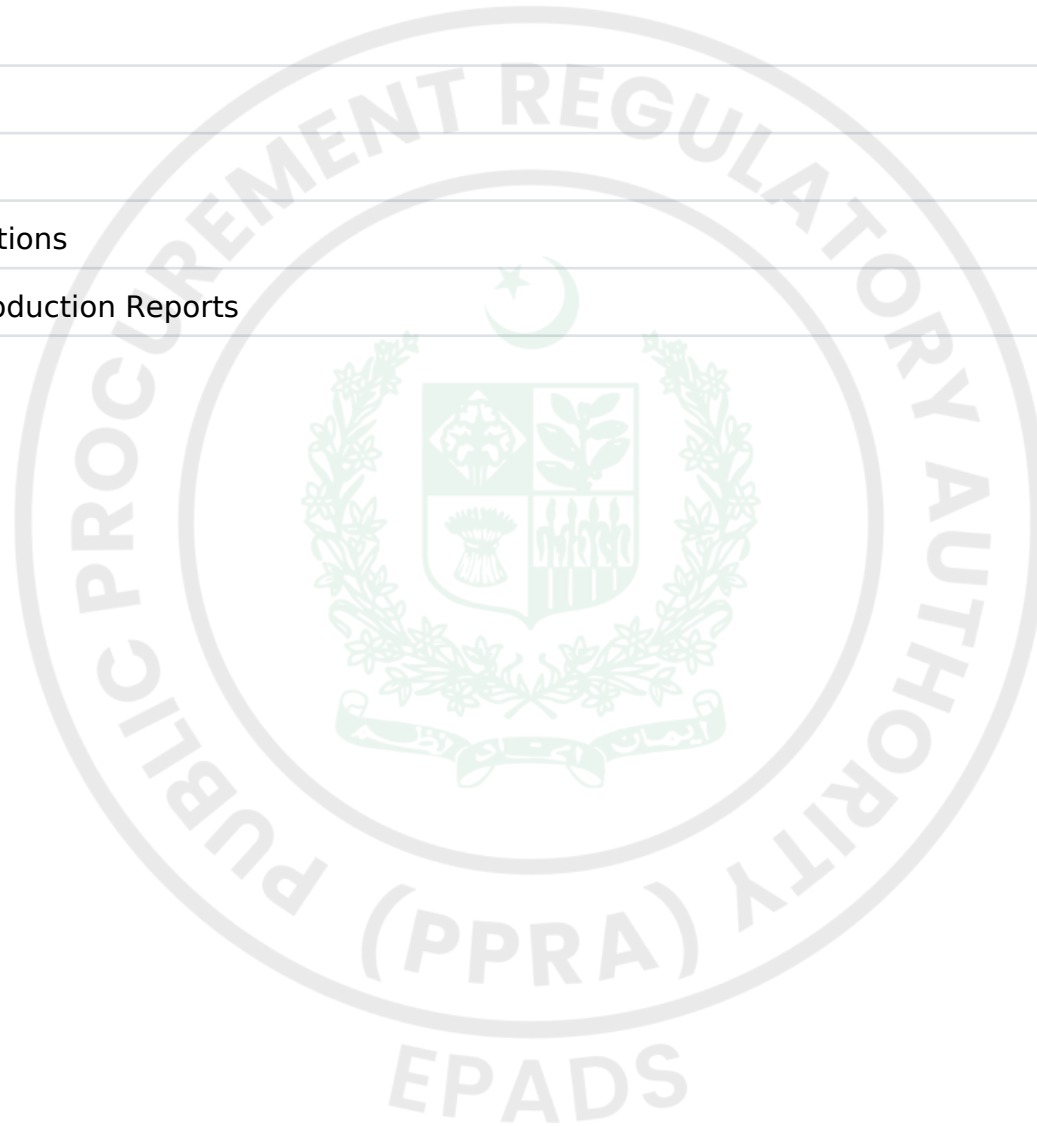 tions
oduction Reports
PUBLIC PROCUREMENT REGULATORY AUTHORITY
(PPRA)
EPADS